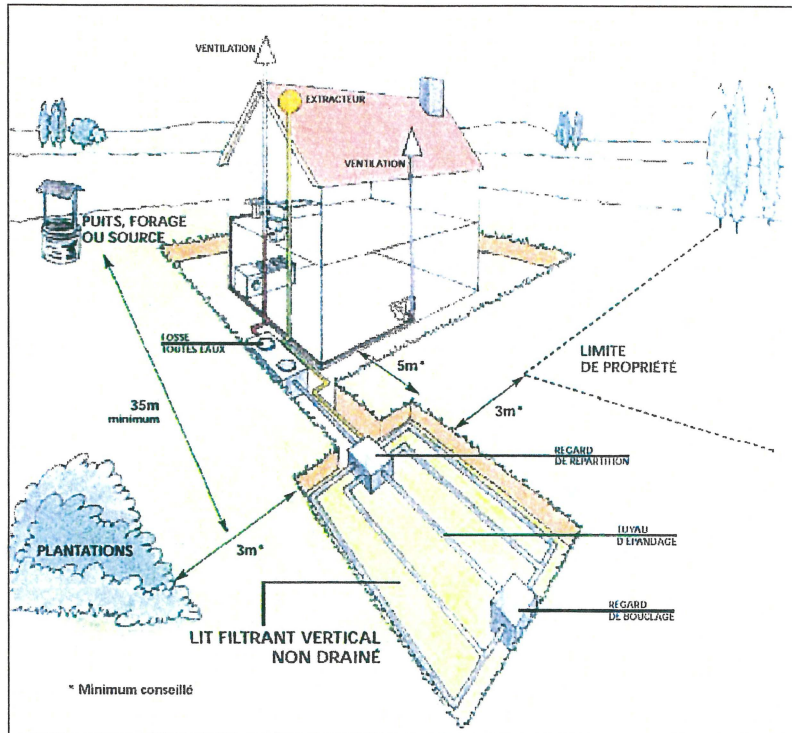 VENTILATION
EXTRACTEUR
VENTILATION
PUITS, FORAGE
OU SOURCE
FOSSE
TOUTES EAUX
5m*
LIMITE
DE PROPRIÉTÉ
35m
minimum
3m*
REGARD
DE RÉPARTITION
PLANTATIONS
3m*
TUYAU
D'ÉPANDAGE
LIT FILTRANT VERTICAL
NON DRAINÉ
REGARD
DE BOUCLAGE
* Minimum conseillé